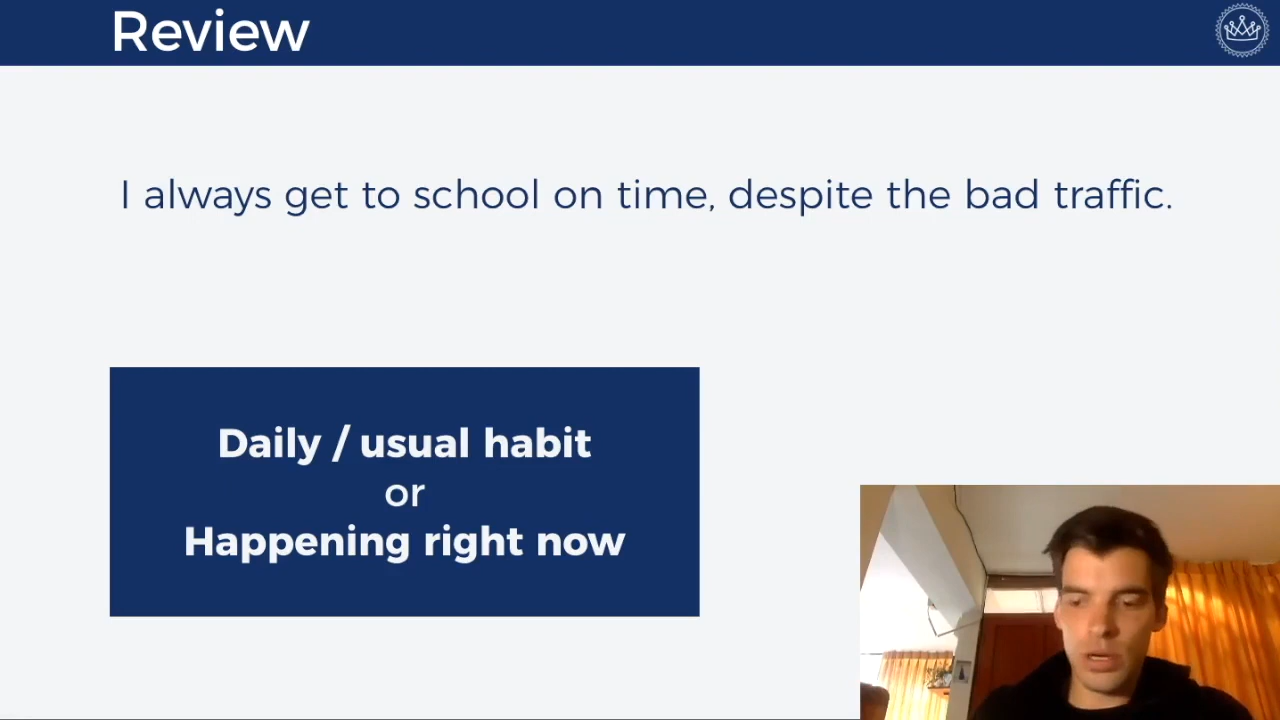 Review
I always get to school on time, despite the bad traffic.
Daily / usual habit
or
Happening right now